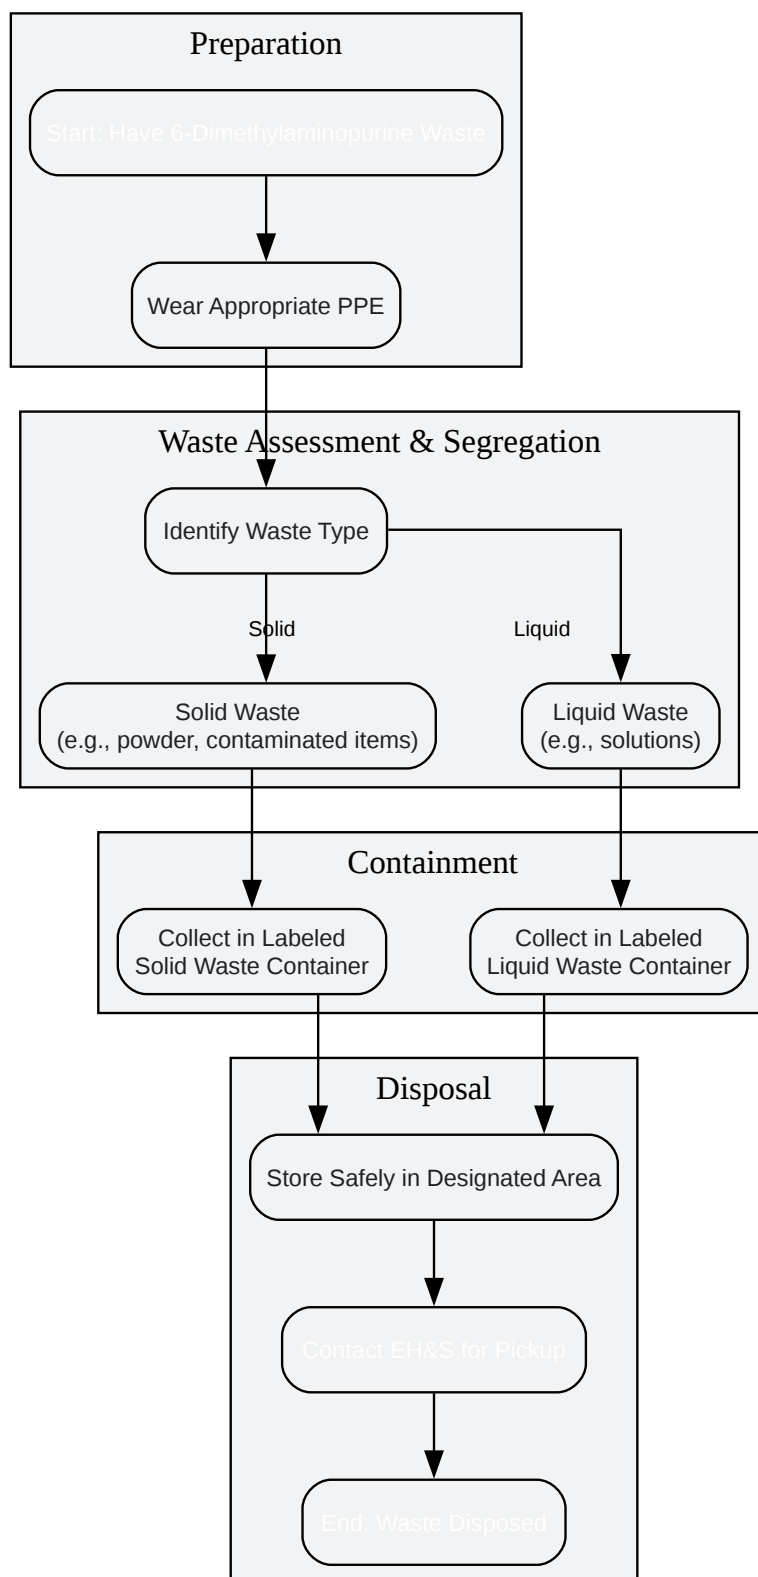 Preparation
Start: Have 6-Dimethylaminopurine Waste
Wear Appropriate PPE
Waste Assessment & Segregation
Identify Waste Type
Solid
Liquid
Solid Waste
(e.g., powder, contaminated items)
Liquid Waste
(e.g., solutions)
Containment
Collect in Labeled
Solid Waste Container
Collect in Labeled
Liquid Waste Container
Disposal
Store Safely in Designated Area
Contact EH&S for Pickup
End: Waste Disposed